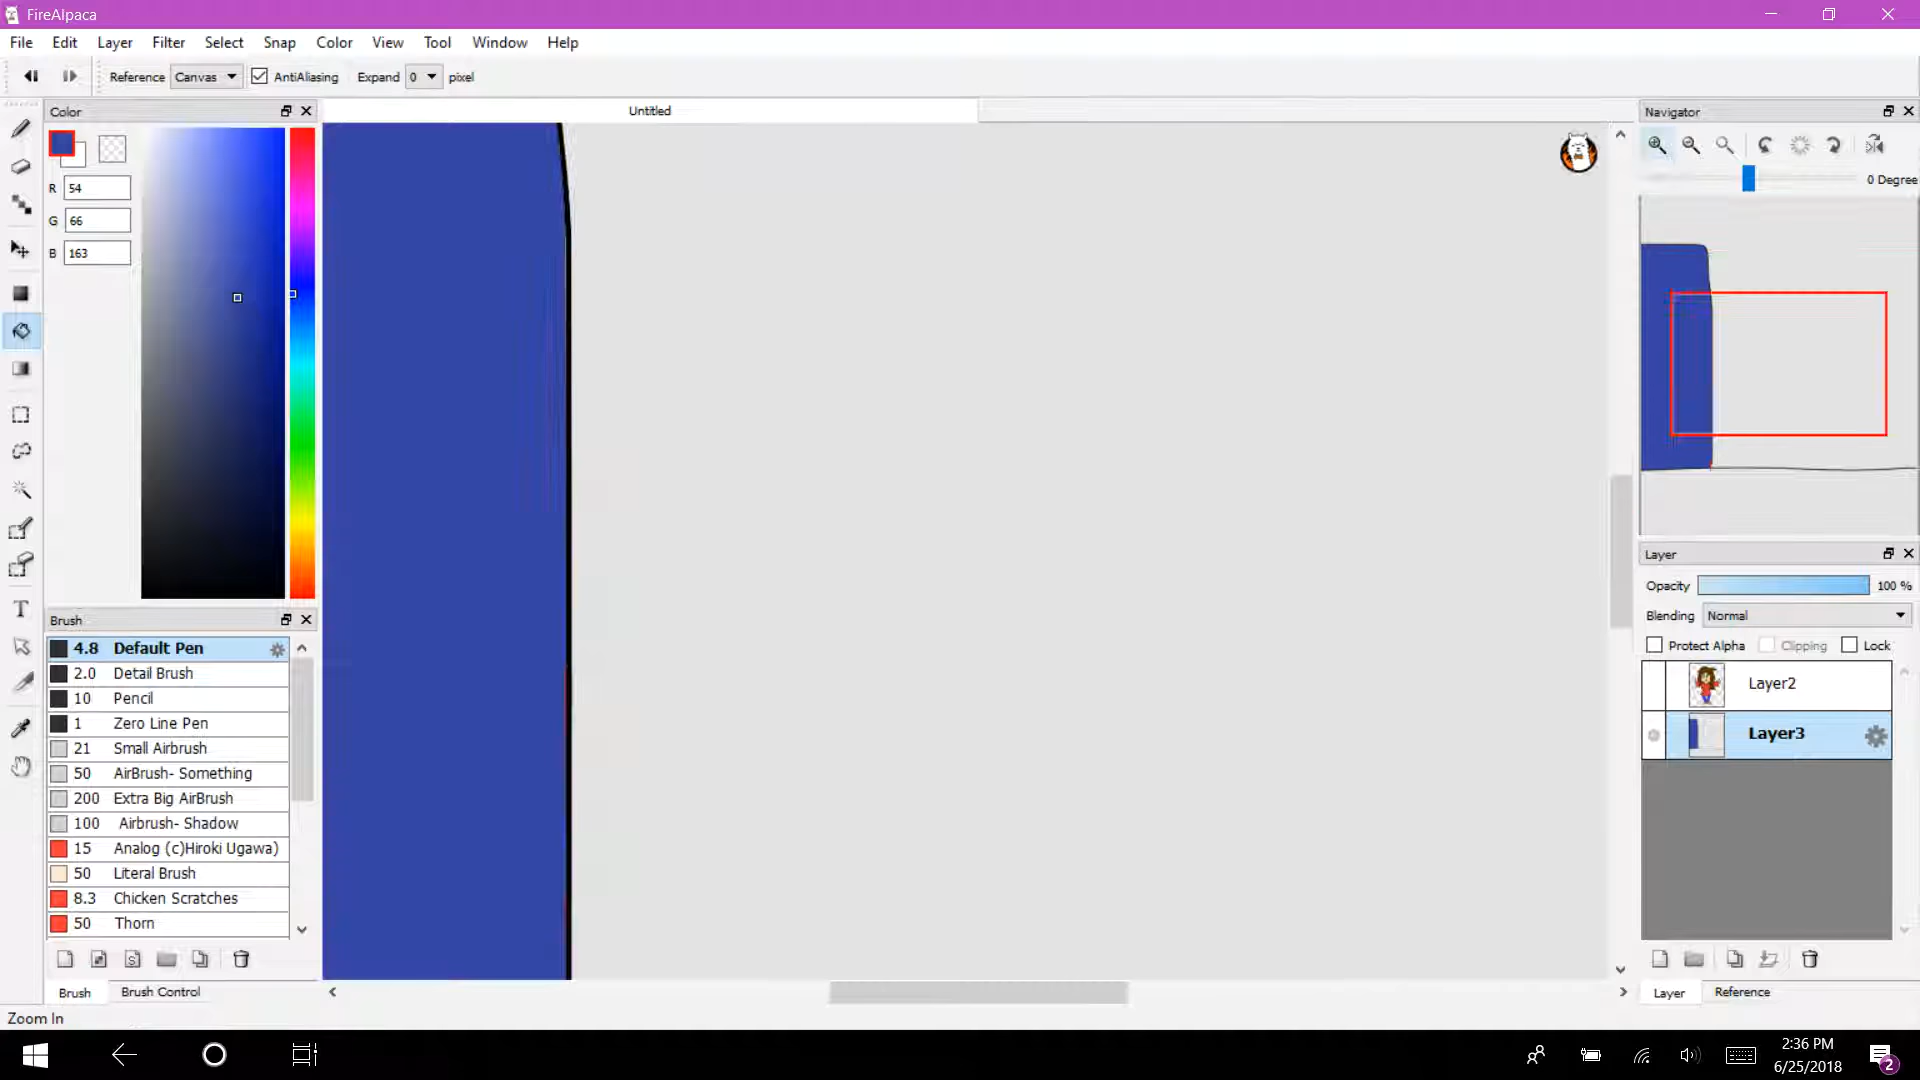 FireAlpaca
File Edit Layer Filter Select Snap Color View Tool Window Help
Reference Canvas AntiAliasing Expand 0 pixel
Color
Untitled
Navigator
R 54
G 66
B 163
0 Degree
Layer
Opacity 100 %
Blending Normal
Protect Alpha Clipping Lock
Layer2
Layer3
Brush
4.8 Default Pen
2.0 Detail Brush
10 Pencil
1 Zero Line Pen
21 Small Airbrush
50 AirBrush- Something
200 Extra Big AirBrush
100 Airbrush- Shadow
15 Analog (c)Hiroki Ugawa)
50 Literal Brush
8.3 Chicken Scratches
50 Thorn
T
S
Brush Brush Control
Layer Reference
Zoom In
2:36 PM
6/25/2018
2